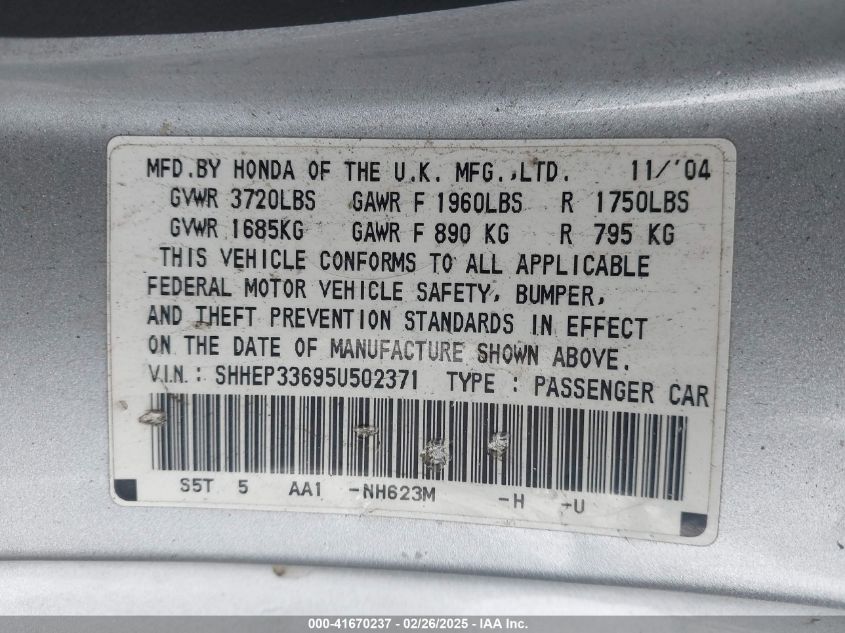 MFD.BY HONDA OF THE U.K. MFG.,LTD. 11/'04
GVWR 3720LBS GAWR F 1960LBS R 1750LBS
GVWR 1685KG GAWR F 890 KG R 795 KG
THIS VEHICLE CONFORMS TO ALL APPLICABLE
FEDERAL MOTOR VEHICLE SAFETY, BUMPER,
AND THEFT PREVENTION STANDARDS IN EFFECT
ON THE DATE OF MANUFACTURE SHOWN ABOVE.
V.I.N.: SHHEP33695U502371 TYPE : PASSENGER CAR
S5T 5 AA1 -NH623M -H -U
000-41670237 - 02/26/2025 - IAA Inc.